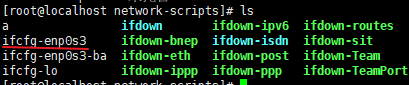 [root@localhost network-scripts]# ls
a ifdown ifdown-ipv6 ifdown-routes
ifcfg-enp0s3 ifdown-bnep ifdown-isdn ifdown-sit
ifcfg-enp0s3-ba ifdown-eth ifdown-post ifdown-Team
ifcfg-lo ifdown-ippp ifdown-ppp ifdown-TeamPort
[root@localhost network-scripts]#